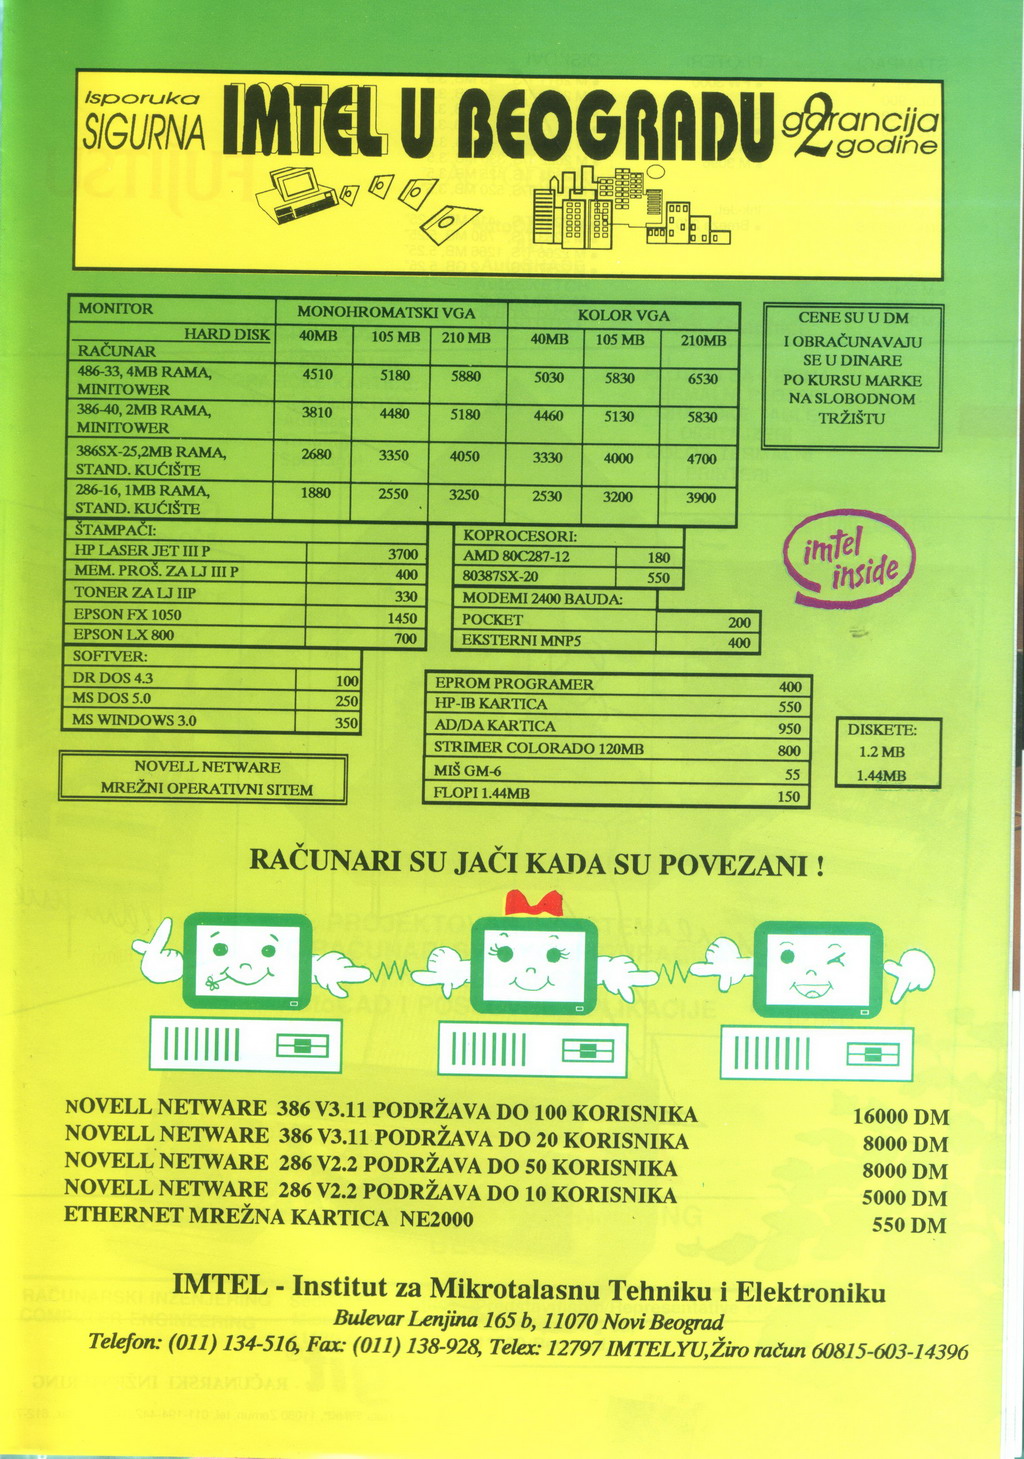 Isporuka
SIGURNA
IMTEL U BEOGRADU
garancija
2 godine
MONITOR MONOHROMATSKI VGA KOLOR VGA
HARD DISK 40MB 105 MB 210 MB 40MB 105 MB 210MB
RAČUNAR
486-33, 4MB RAMA, 4510 5180 5880 5030 5830 6530
MINITOWER
386-40, 2MB RAMA, 3810 4480 5180 4460 5130 5830
MINITOWER
386SX-25,2MB RAMA, 2680 3350 4050 3330 4000 4700
STAND. KUĆIŠTE
286-16, 1MB RAMA, 1880 2550 3250 2530 3200 3900
STAND. KUĆIŠTE
CENE SU U DM
I OBRAČUNAVAJU
SE U DINARE
PO KURSU MARKE
NA SLOBODNOM
TRŽIŠTU
ŠTAMPAČI:
HP LASER JET III P 3700
MEM. PROŠ. ZA LJ III P 400
TONER ZA LJ IIP 330
EPSON FX 1050 1450
EPSON LX 800 700
SOFTVER:
DR DOS 4.3 100
MS DOS 5.0 250
MS WINDOWS 3.0 350
KOPROCESORI:
AMD 80C287-12 180
80387SX-20 550
MODEMI 2400 BAUDA:
POCKET 200
EKSTERNI MNP5 400
imtel
inside
EPROM PROGRAMER 400
HP-IB KARTICA 550
AD/DA KARTICA 950
STRIMER COLORADO 120MB 800
MIŠ GM-6 55
FLOPI 1.44MB 150
DISKETE:
1.2 MB
1.44MB
NOVELL NETWARE
MREŽNI OPERATIVNI SITEM
RAČUNARI SU JAČI KADA SU POVEZANI !
NOVELL NETWARE 386 V3.11 PODRŽAVA DO 100 KORISNIKA 16000 DM
NOVELL NETWARE 386 V3.11 PODRŽAVA DO 20 KORISNIKA 8000 DM
NOVELL NETWARE 286 V2.2 PODRŽAVA DO 50 KORISNIKA 8000 DM
NOVELL NETWARE 286 V2.2 PODRŽAVA DO 10 KORISNIKA 5000 DM
ETHERNET MREŽNA KARTICA NE2000 550 DM
IMTEL - Institut za Mikrotalasnu Tehniku i Elektroniku
Bulevar Lenjina 165 b, 11070 Novi Beograd
Telefon: (011) 134-516, Fax: (011) 138-928, Telex: 12797 IMTEL YU,Žiro račun 60815-603-14396